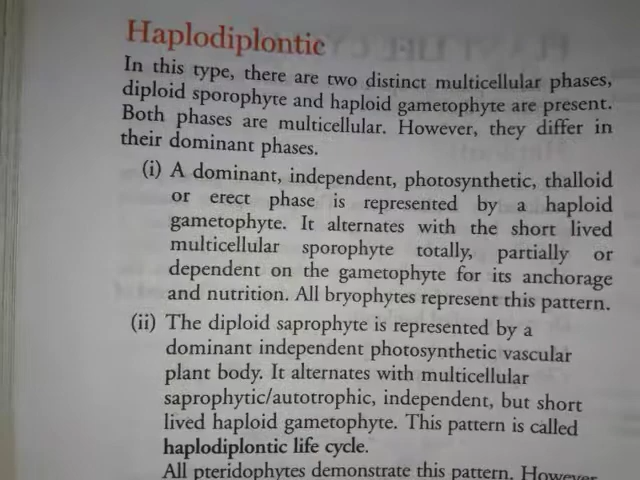 Haplodiplontic
In this type, there are two distinct multicellular phases,
diploid sporophyte and haploid gametophyte are present.
Both phases are multicellular. However, they differ in
their dominant phases.
(i) A dominant, independent, photosynthetic, thalloid
or erect phase is represented by a haploid
gametophyte. It alternates with the short lived
multicellular sporophyte totally, partially or
dependent on the gametophyte for its anchorage
and nutrition. All bryophytes represent this pattern.
(ii) The diploid saprophyte is represented by a
dominant independent photosynthetic vascular
plant body. It alternates with multicellular
saprophytic/autotrophic, independent, but short
lived haploid gametophyte. This pattern is called
haplodiplontic life cycle.
All pteridophytes demonstrate this pattern. However